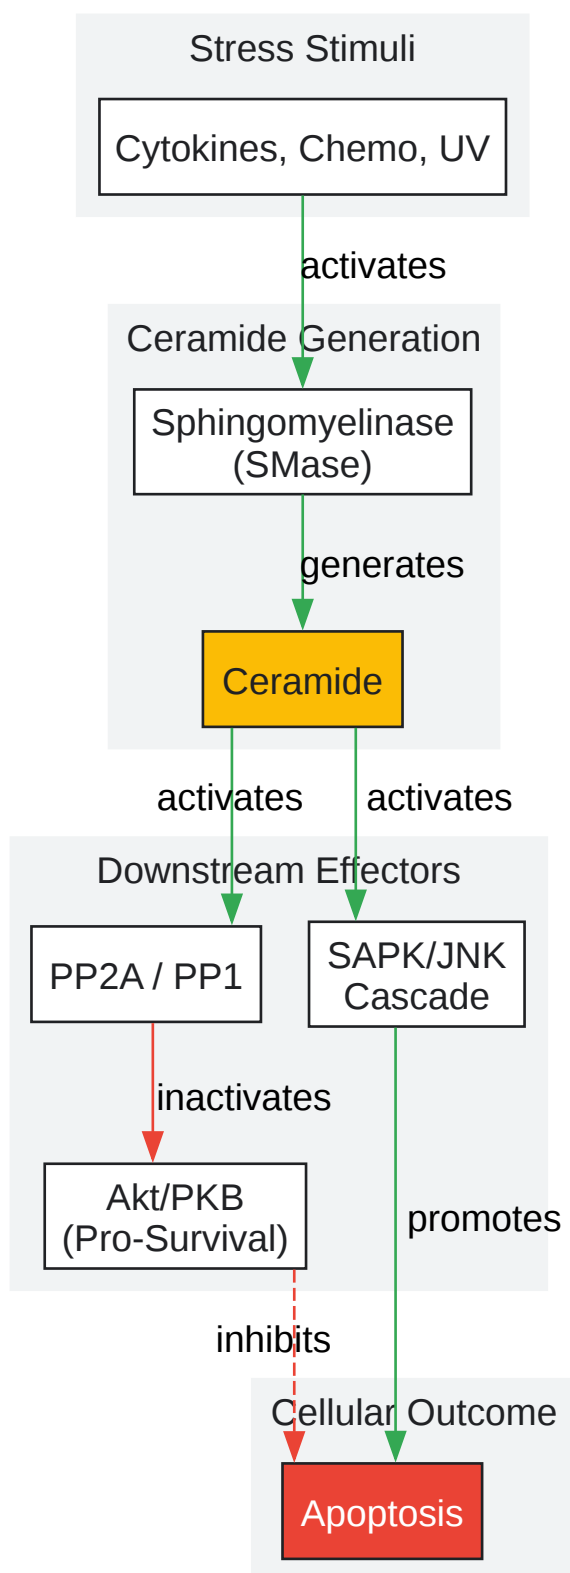 Stress Stimuli
Cytokines, Chemo, UV
activates
Ceramide Generation
Sphingomyelinase
(SMase)
generates
Ceramide
activates
activates
Downstream Effectors
PP2A / PP1
SAPK/JNK
Cascade
inactivates
Akt/PKB
(Pro-Survival)
promotes
inhibits
Cellular Outcome
Apoptosis